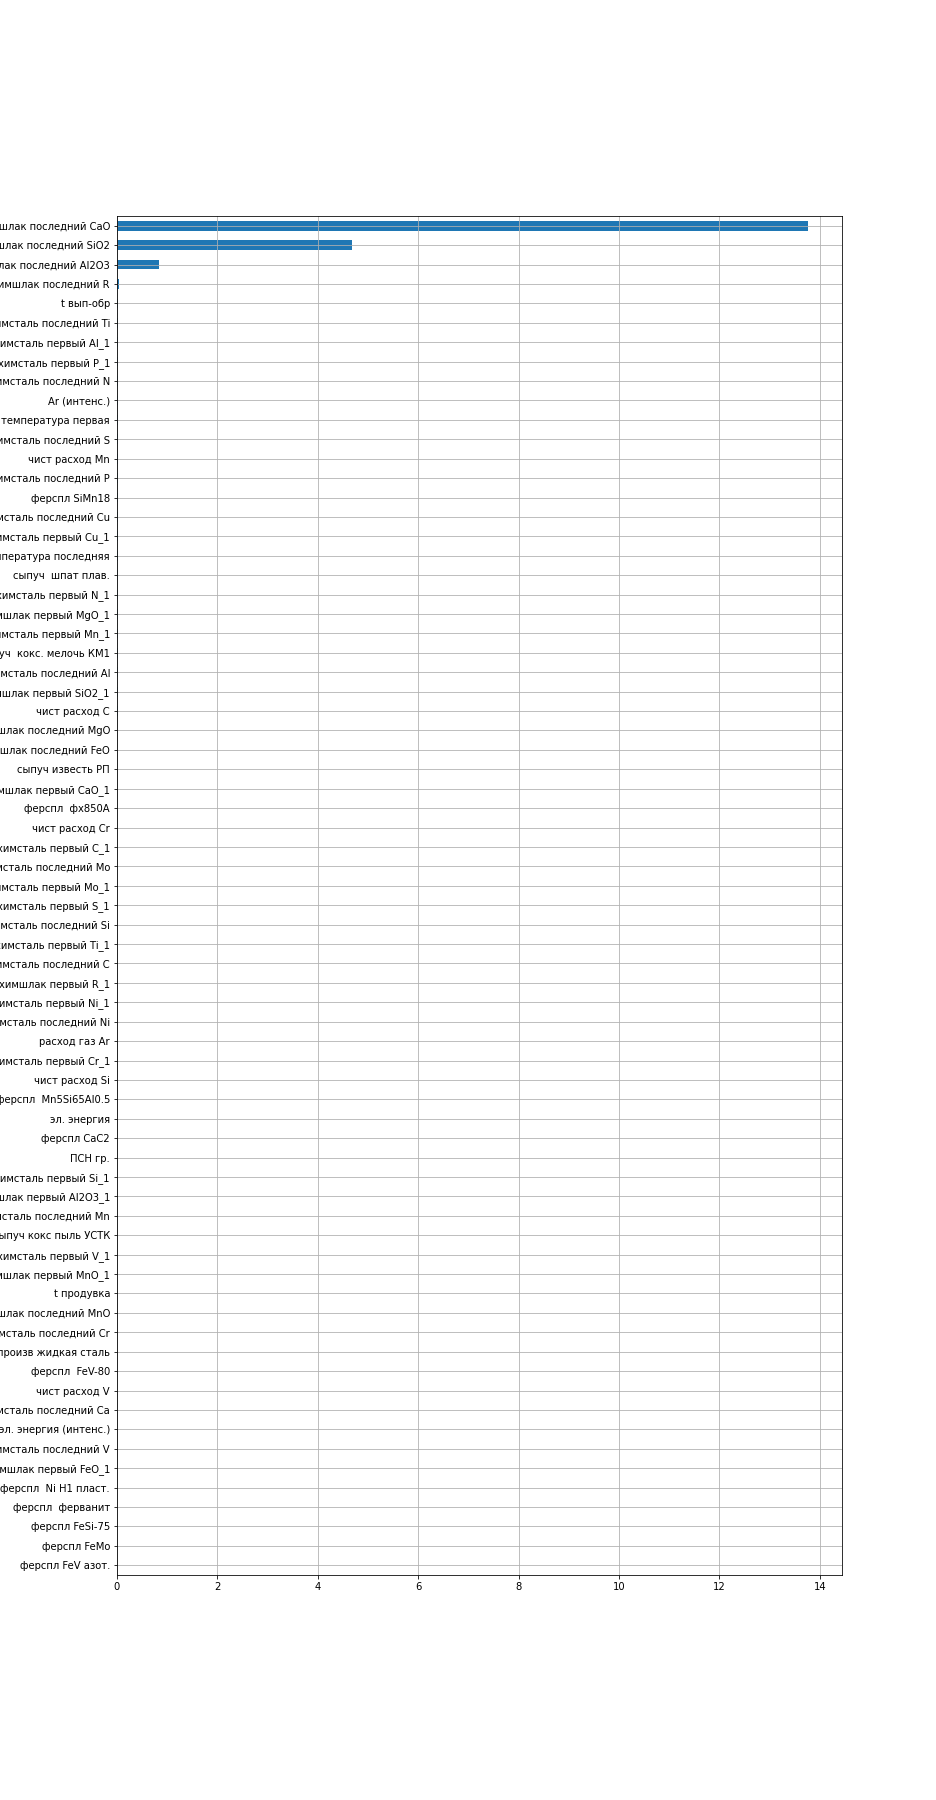 шлак последний CaO
шлак последний SiO2
лак последний Al2O3
имшлак последний R
t вып-обр
мсталь последний Ti
имсталь первый Al_1
химсталь первый P_1
мсталь последний N
Ar (интенс.)
температура первая
имсталь последний S
чист расход Mn
имсталь последний P
ферспл SiMn18
мсталь последний Cu
мсталь первый Cu_1
пература последняя
сыпуч шпат плав.
химсталь первый N_1
мшлак первый MgO_1
мсталь первый Mn_1
уч кокс. мелочь КМ1
мсталь последний Al
шлак первый SiO2_1
чист расход C
шлак последний MgO
шлак последний FeO
сыпуч известь РП
мшлак первый CaO_1
ферспл фх850А
чист расход Cr
химсталь первый C_1
мсталь последний Mo
мсталь первый Mo_1
химсталь первый S_1
мсталь последний Si
химсталь первый Ti_1
имсталь последний C
химшлак первый R_1
имсталь первый Ni_1
мсталь последний Ni
расход газ Ar
имсталь первый Cr_1
чист расход Si
ферспл Mn5Si65Al0.5
эл. энергия
ферспл CaC2
ПСН гр.
имсталь первый Si_1
шлак первый Al2O3_1
сталь последний Mn
ыпуч кокс пыль УСТК
химсталь первый V_1
мшлак первый MnO_1
t продувка
шлак последний MnO
мсталь последний Cr
произв жидкая сталь
ферспл FeV-80
чист расход V
мсталь последний Ca
эл. энергия (интенс.)
имсталь последний V
мшлак первый FeO_1
ферспл Ni H1 пласт.
ферспл ферванит
ферспл FeSi-75
ферспл FeMo
ферспл FeV азот.
0 2 4 6 8 10 12 14